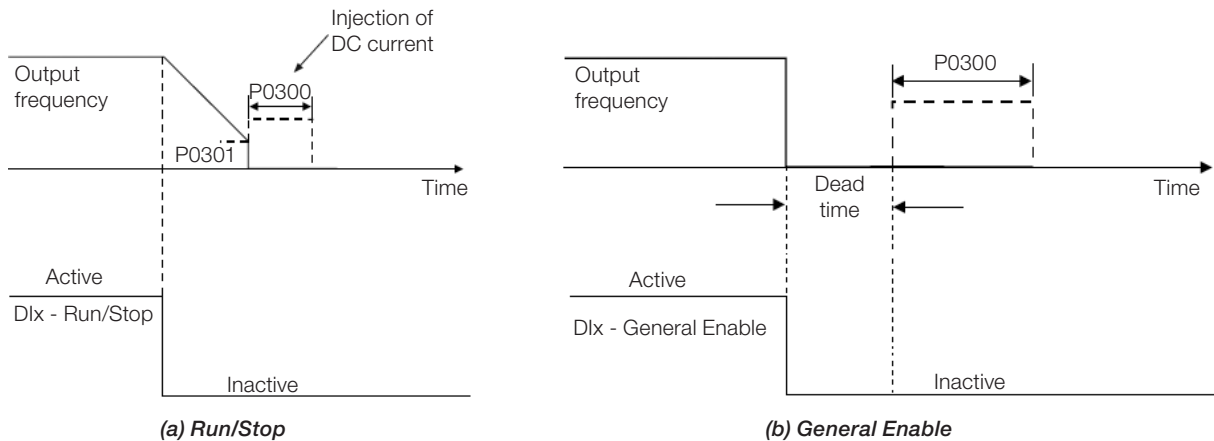 Injection of
DC current
Output
frequency
P0300
P0301
Time
Active
DIx - Run/Stop
Inactive
(a) Run/Stop
P0300
Output
frequency
Dead
time
Time
Active
DIx - General Enable
Inactive
(b) General Enable